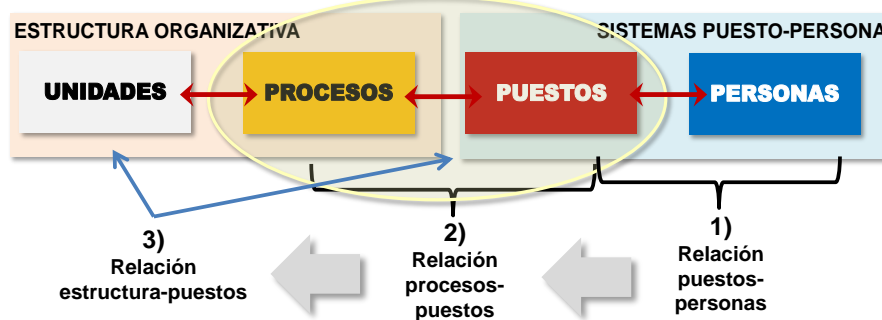 ESTRUCTURA ORGANIZATIVA
SISTEMAS PUESTO-PERSONA
UNIDADES
PROCESOS
PUESTOS
PERSONAS
3)
Relación
estructura-puestos
2)
Relación
procesos-
puestos
1)
Relación
puestos-
personas